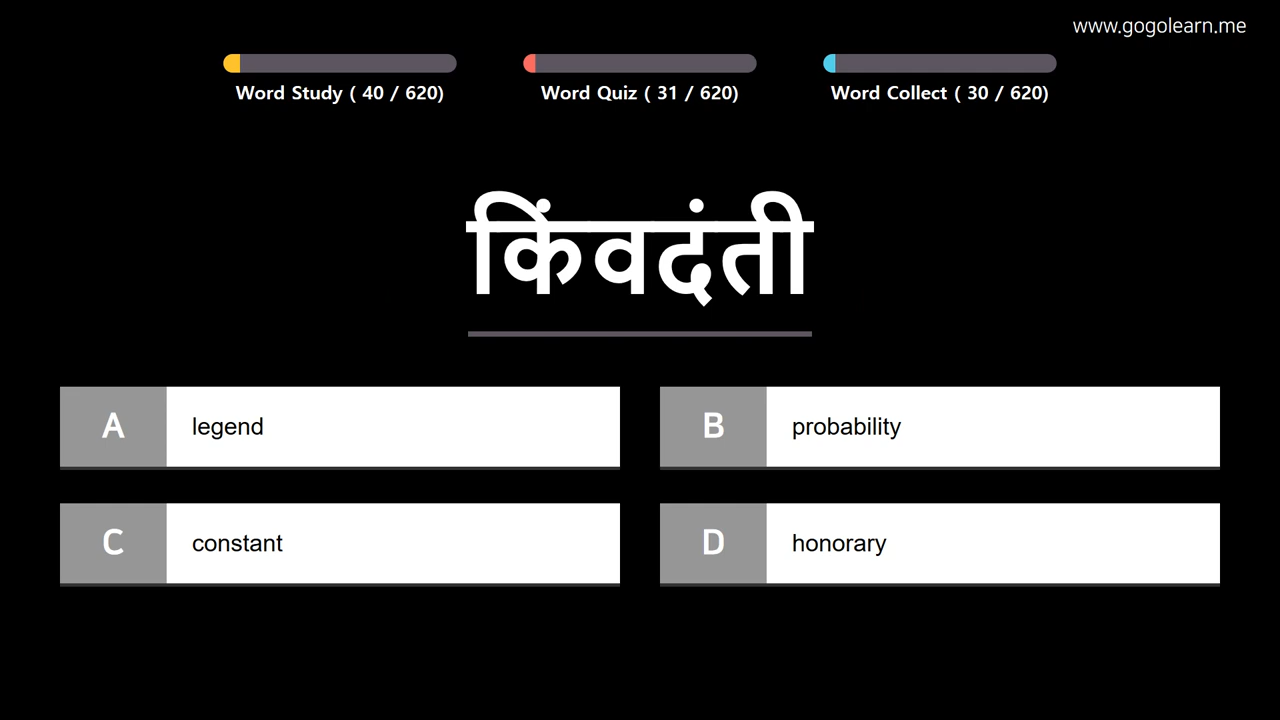 www.gogolearn.me
Word Study ( 40 / 620)
Word Quiz ( 31 / 620)
Word Collect ( 30 / 620)
किंवदंती
A legend
B probability
C constant
D honorary